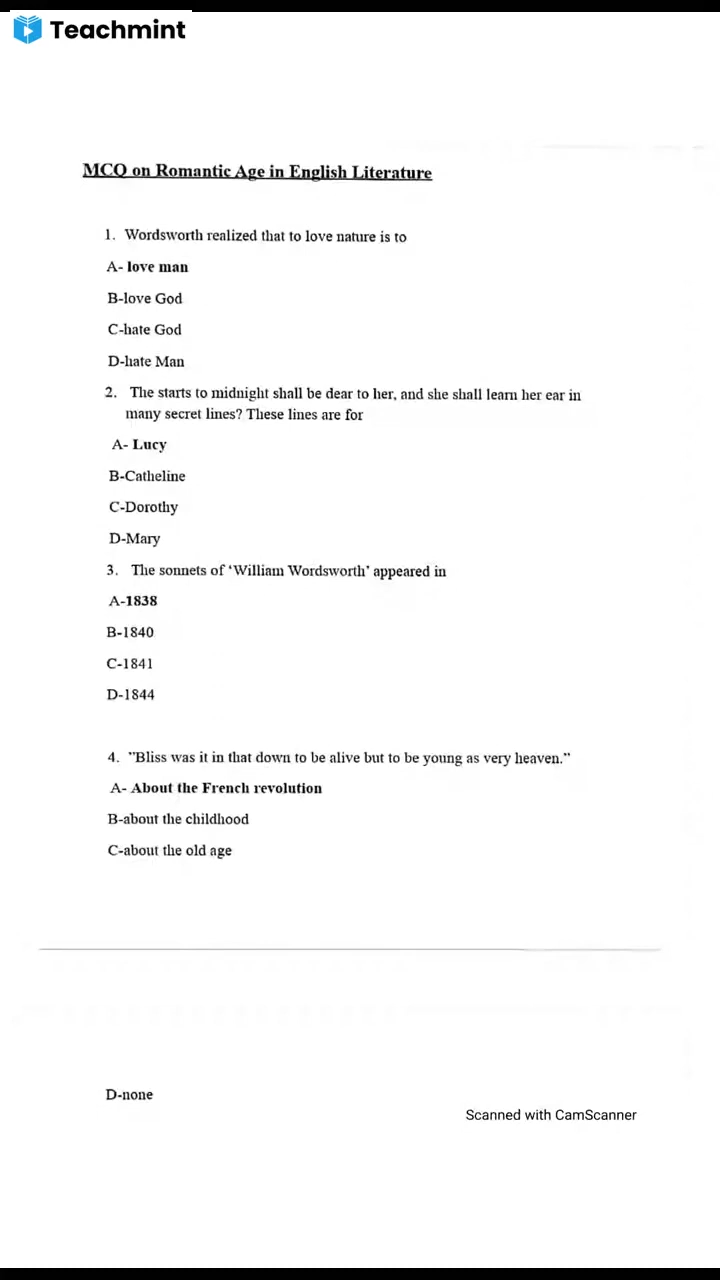 Teachmint
MCQ on Romantic Age in English Literature
1. Wordsworth realized that to love nature is to
A- love man
B-love God
C-hate God
D-hate Man
2. The starts to midnight shall be dear to her, and she shall learn her ear in
many secret lines? These lines are for
A- Lucy
B-Catheline
C-Dorothy
D-Mary
3. The sonnets of ‘William Wordsworth’ appeared in
A-1838
B-1840
C-1841
D-1844
4. "Bliss was it in that down to be alive but to be young as very heaven.”
A- About the French revolution
B-about the childhood
C-about the old age
D-none
Scanned with CamScanner